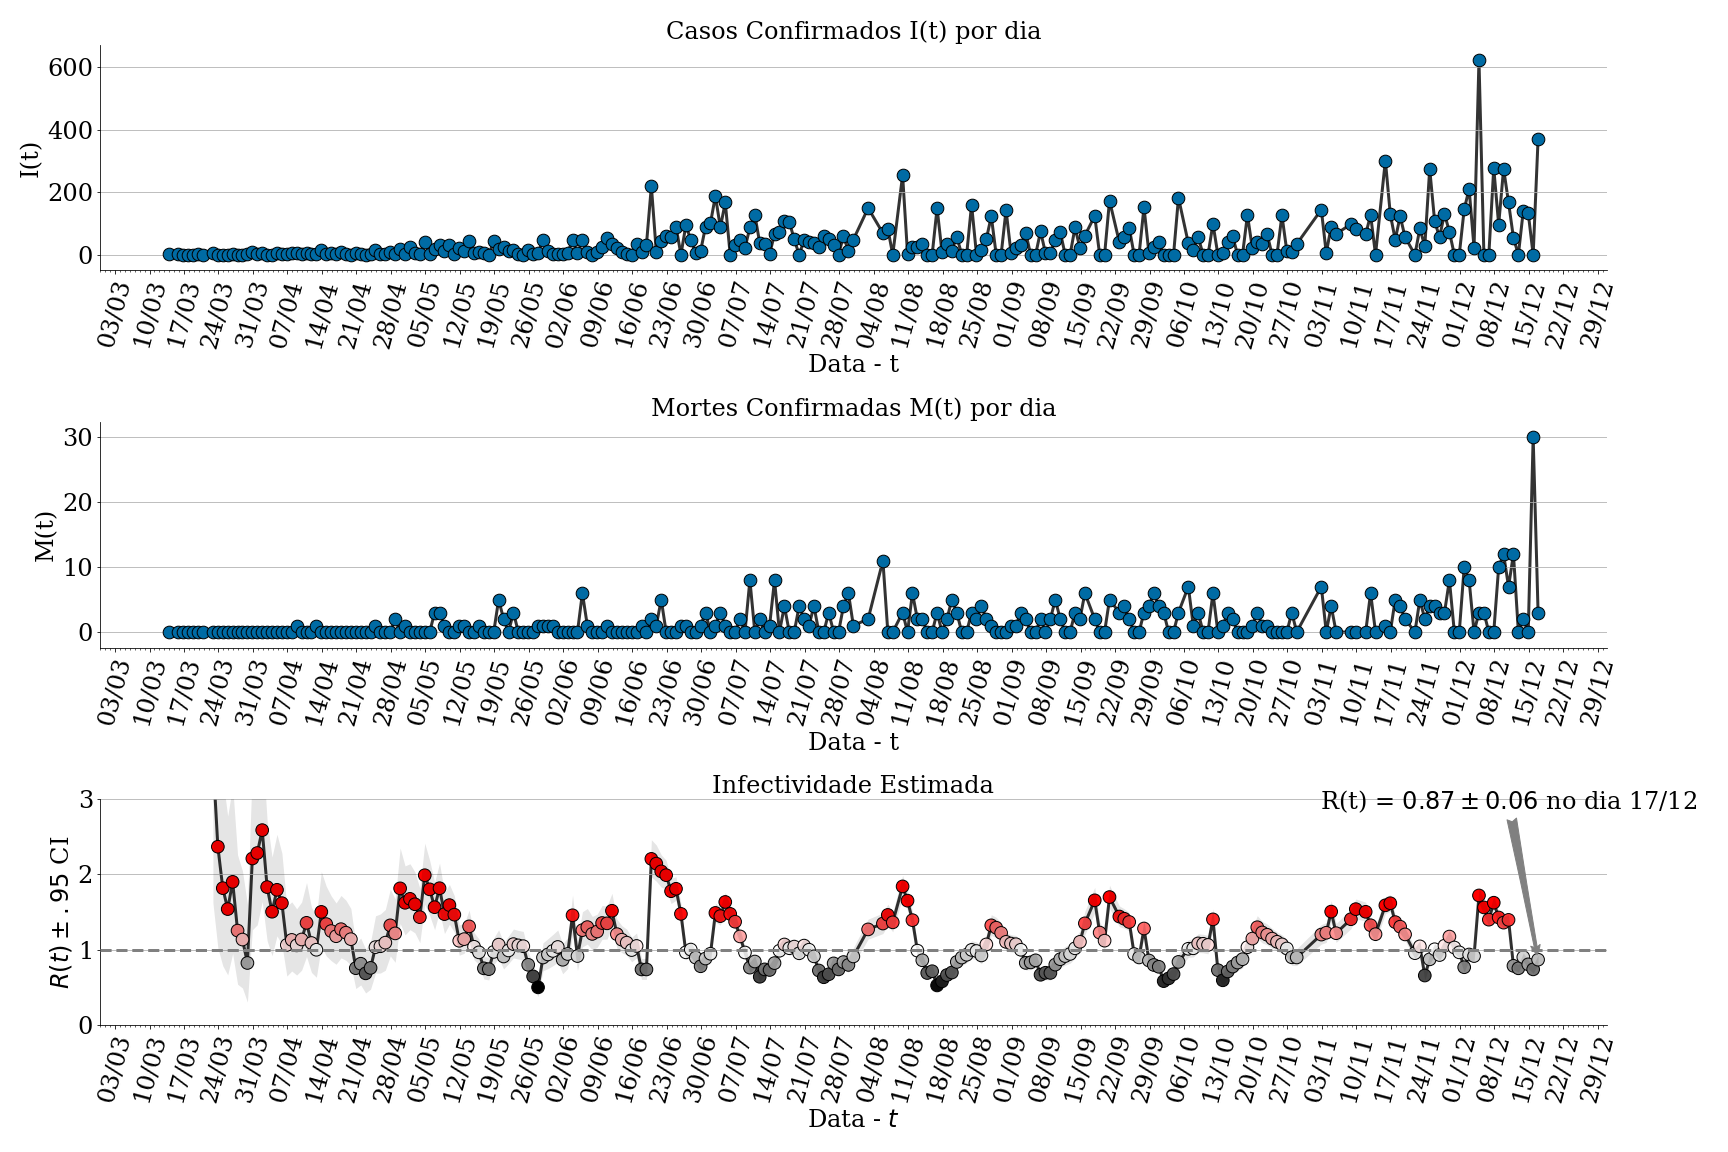 Casos Confirmados I(t) por dia
600
400
200
0
I(t)
03/03 10/03 17/03 24/03 31/03 07/04 14/04 21/04 28/04 05/05 12/05 19/05 26/05 02/06 09/06 16/06 23/06 30/06 07/07 14/07 21/07 28/07 04/08 11/08 18/08 25/08 01/09 08/09 15/09 22/09 29/09 06/10 13/10 20/10 27/10 03/11 10/11 17/11 24/11 01/12 08/12 15/12 22/12 29/12
Data - t
Mortes Confirmadas M(t) por dia
30
20
10
0
M(t)
03/03 10/03 17/03 24/03 31/03 07/04 14/04 21/04 28/04 05/05 12/05 19/05 26/05 02/06 09/06 16/06 23/06 30/06 07/07 14/07 21/07 28/07 04/08 11/08 18/08 25/08 01/09 08/09 15/09 22/09 29/09 06/10 13/10 20/10 27/10 03/11 10/11 17/11 24/11 01/12 08/12 15/12 22/12 29/12
Data - t
Infectividade Estimada
R(t) = 0.87 ± 0.06 no dia 17/12
3
2
1
0
R(t) ± .95 CI
03/03 10/03 17/03 24/03 31/03 07/04 14/04 21/04 28/04 05/05 12/05 19/05 26/05 02/06 09/06 16/06 23/06 30/06 07/07 14/07 21/07 28/07 04/08 11/08 18/08 25/08 01/09 08/09 15/09 22/09 29/09 06/10 13/10 20/10 27/10 03/11 10/11 17/11 24/11 01/12 08/12 15/12 22/12 29/12
Data - t